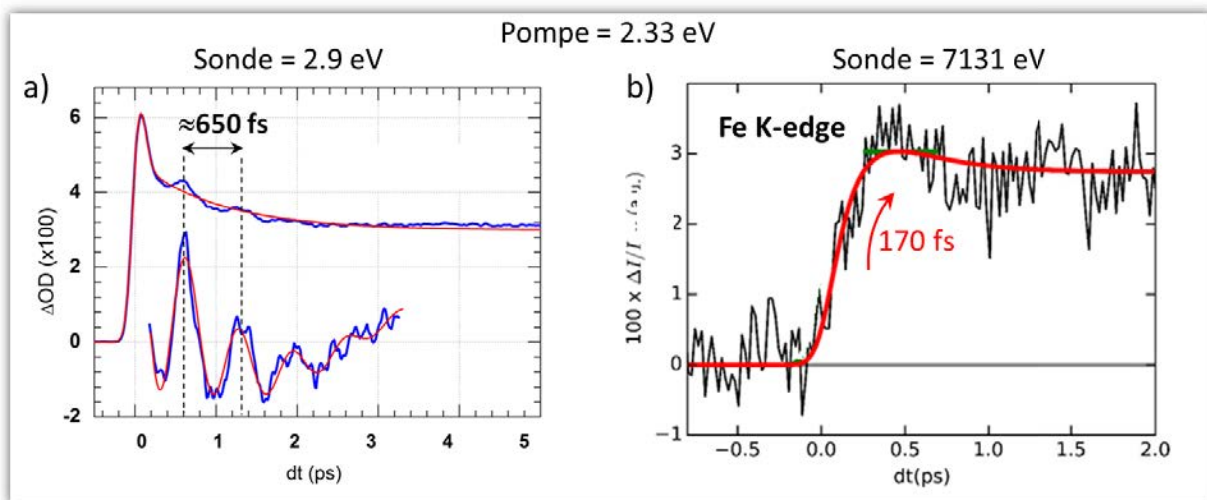 Pompe = 2.33 eV
Sonde = 2.9 eV
Sonde = 7131 eV
a)
≈650 fs
ΔOD (x100)
6
4
2
0
-2
0
1
2
3
4
5
dt (ps)
b)
Fe K-edge
170 fs
100 x ΔI/I
3
2
1
0
−1
−0.5
0.0
0.5
1.0
1.5
2.0
dt(ps)